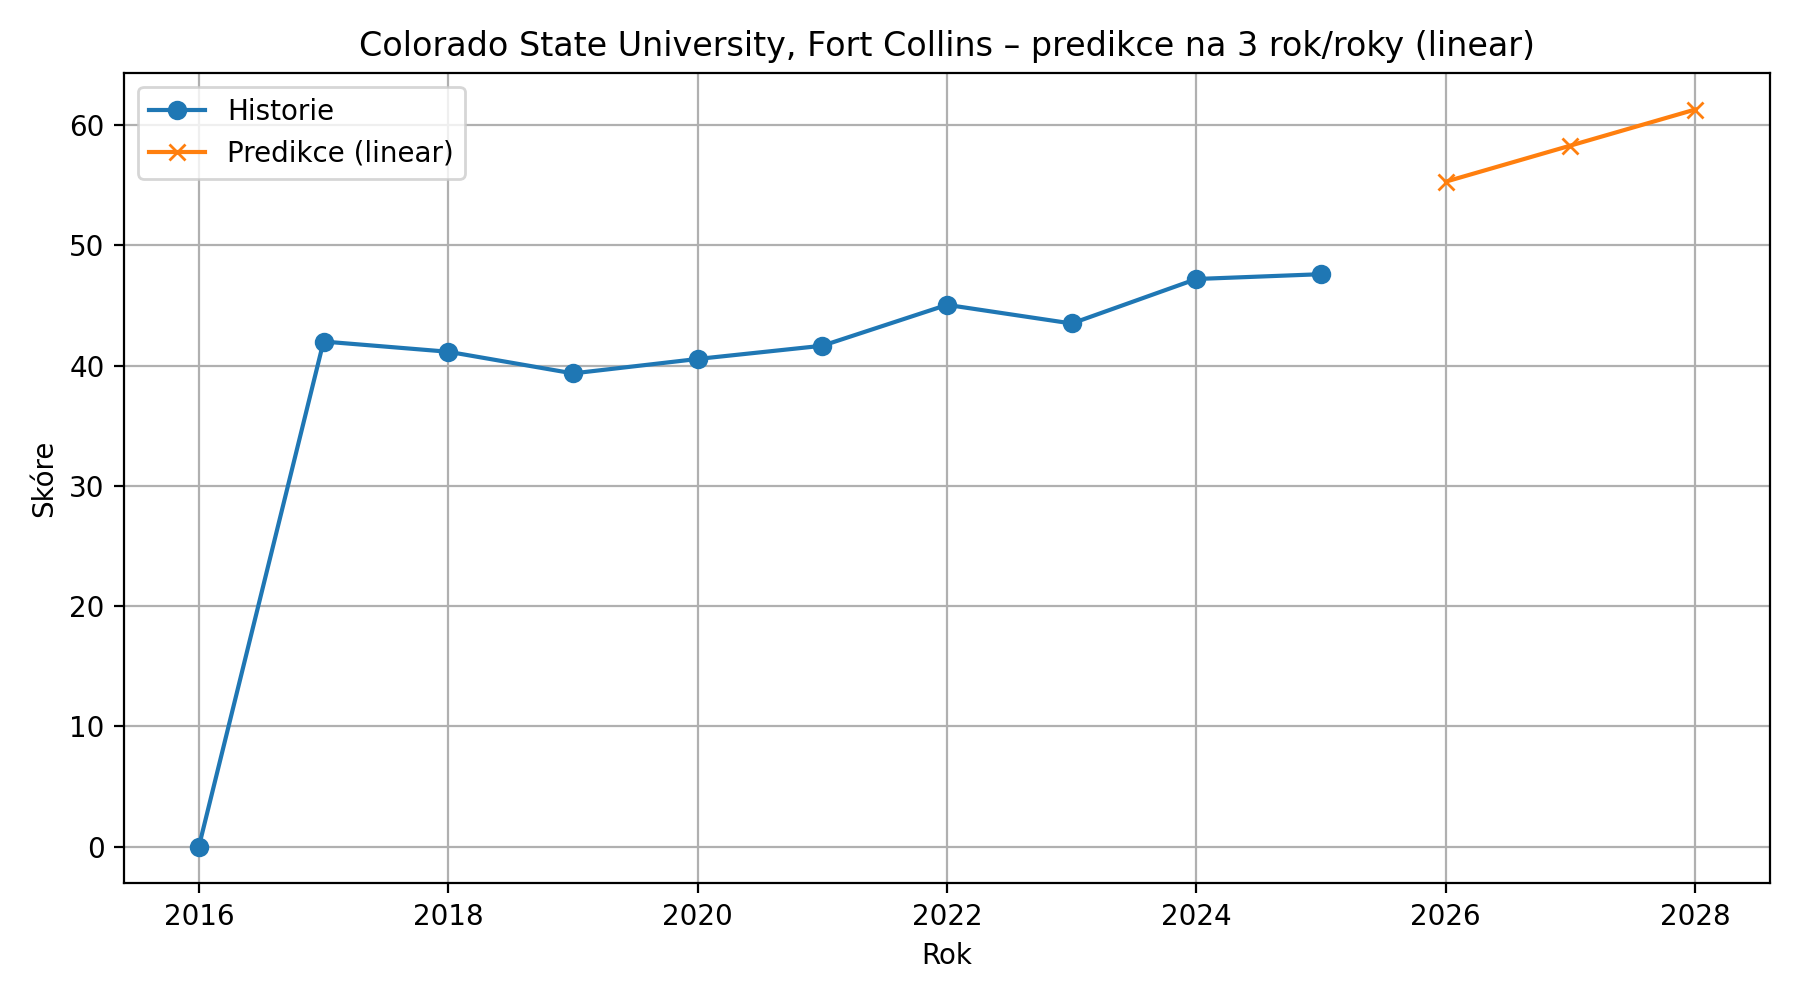 Colorado State University, Fort Collins – predikce na 3 rok/roky (linear)
Historie
Predikce (linear)
60
50
40
30
20
10
0
Skóre
2016 2018 2020 2022 2024 2026 2028
Rok